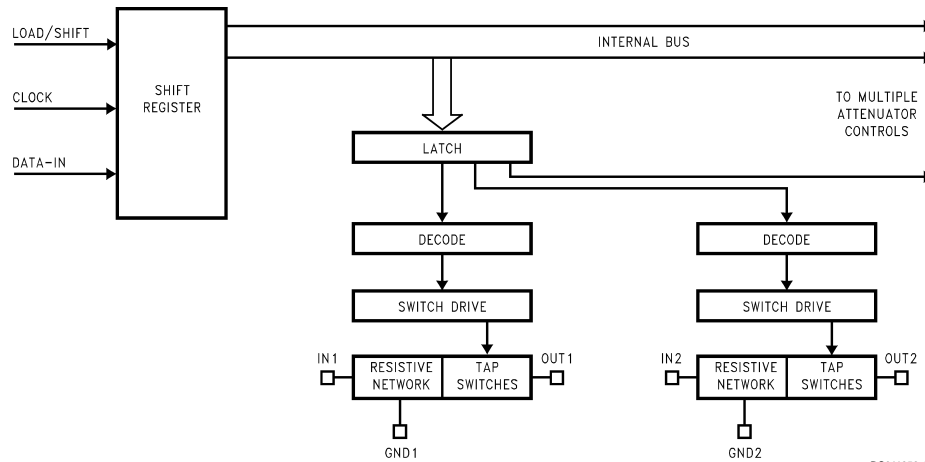 LOAD/SHIFT
CLOCK
DATA-IN
SHIFT
REGISTER
INTERNAL BUS
TO MULTIPLE
ATTENUATOR
CONTROLS
LATCH
DECODE
DECODE
SWITCH DRIVE
SWITCH DRIVE
IN1
RESISTIVE
NETWORK
TAP
SWITCHES
OUT1
GND1
IN2
RESISTIVE
NETWORK
TAP
SWITCHES
OUT2
GND2